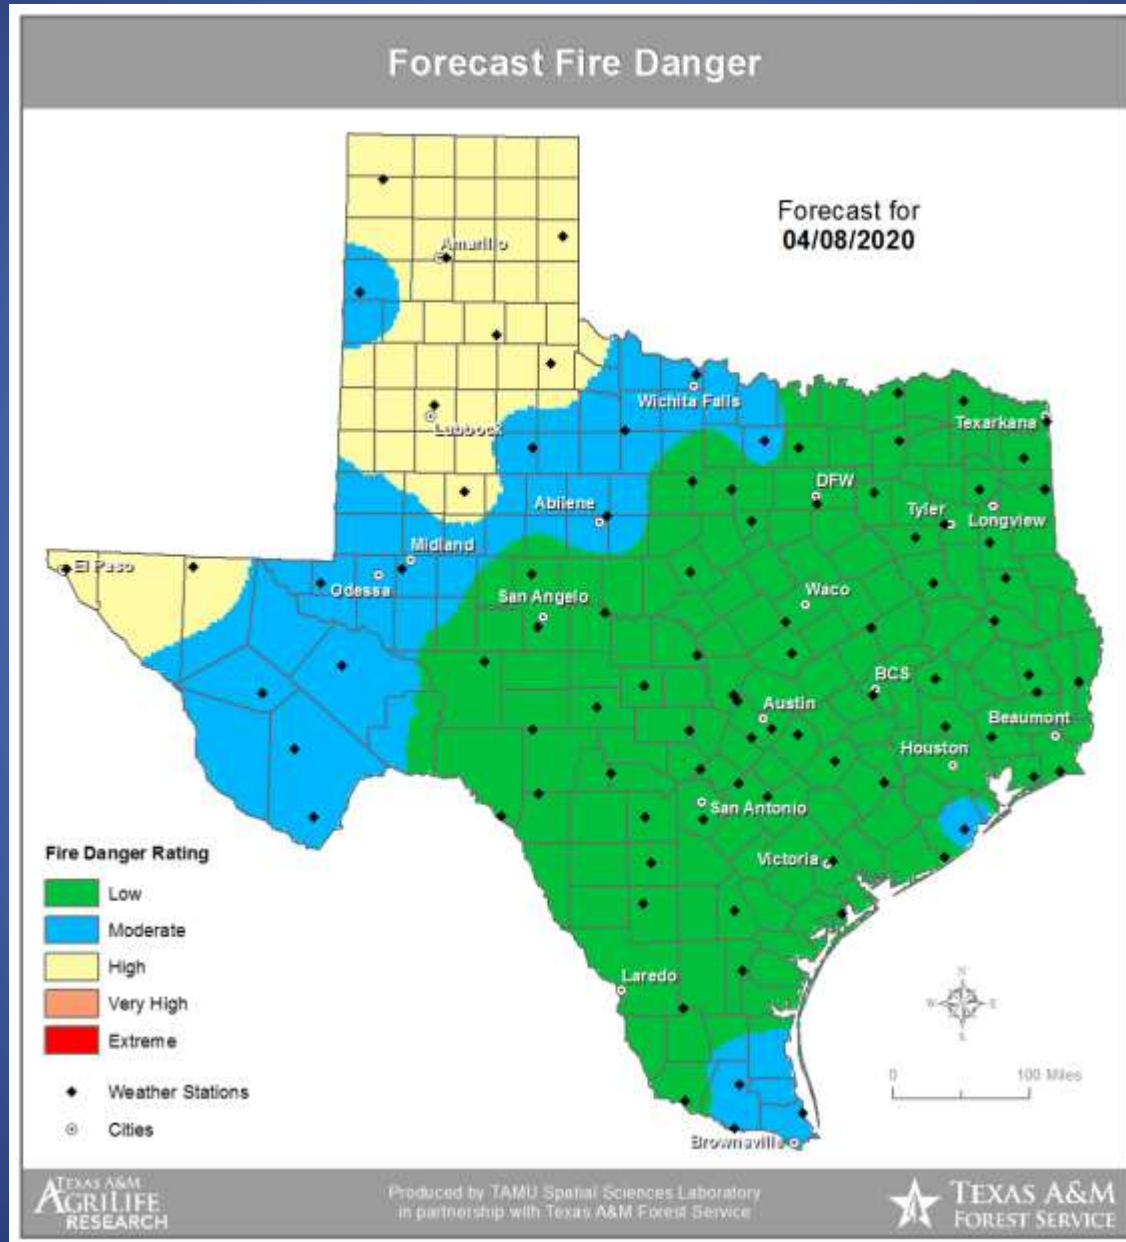 Forecast Fire Danger
Forecast for
04/08/2020
Amarillo
Wichita Falls
Lubbock
Texarkana
DFW
Abilene
Tyler
Longview
Midland
El Paso
Odessa
San Angelo
Waco
BCS
Austin
Beaumont
Houston
San Antonio
Fire Danger Rating
Victoria
Low
Moderate
High
Laredo
N
W E
S
Very High
Extreme
0 100 Miles
Weather Stations
Cities
Brownsville
TEXAS A&M
AGRILIFE
RESEARCH
Produced by TAMU Spatial Sciences Laboratory
in partnership with Texas A&M Forest Service
TEXAS A&M
FOREST SERVICE